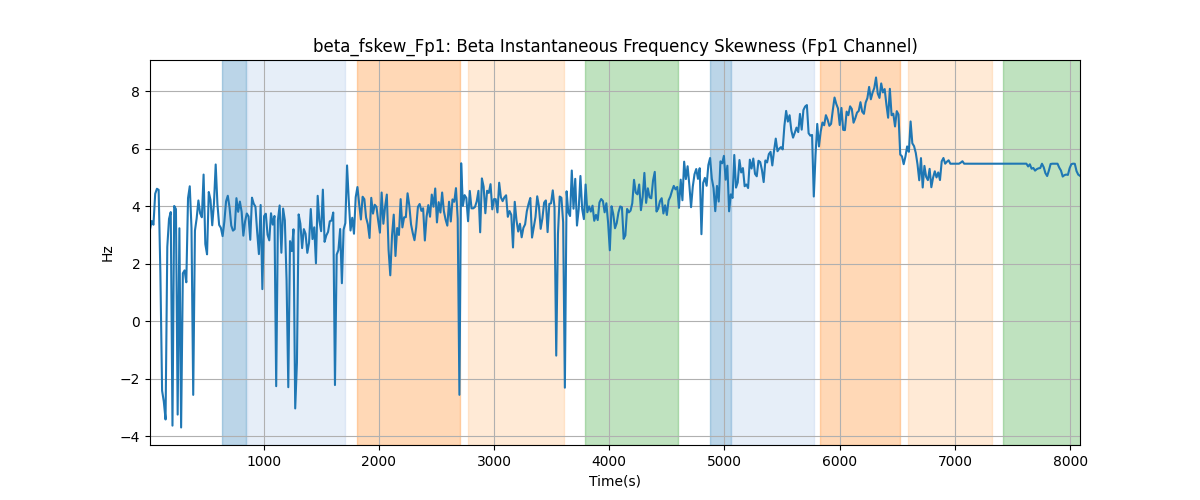 beta_fskew_Fp1: Beta Instantaneous Frequency Skewness (Fp1 Channel)
8
6
4
2
0
−2
−4
Hz
1000 2000 3000 4000 5000 6000 7000 8000
Time(s)